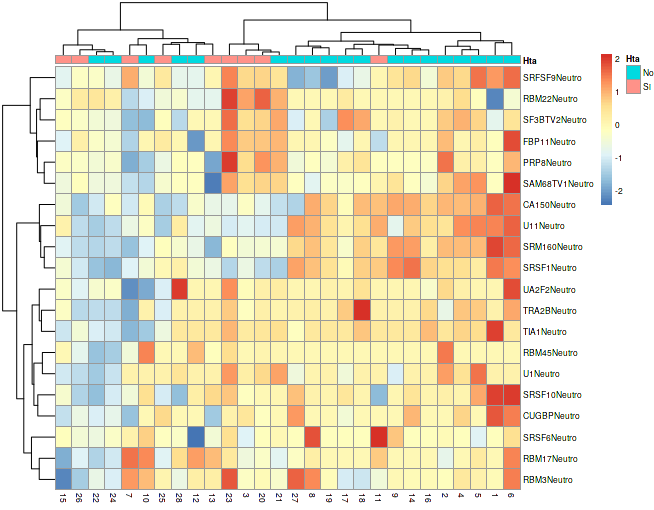 Hta
SRFSF9Neutro
RBM22Neutro
SF3BTV2Neutro
FBP11Neutro
PRP8Neutro
SAM68TV1Neutro
CA150Neutro
U11Neutro
SRM160Neutro
SRSF1Neutro
UA2F2Neutro
TRA2BNeutro
TIA1Neutro
RBM45Neutro
U1Neutro
SRSF10Neutro
CUGBPNeutro
SRSF6Neutro
RBM17Neutro
RBM3Neutro
15 26 22 24 7 10 25 28 12 13 23 3 20 21 27 8 19 17 18 11 9 14 16 2 4 5 1 6
2
1
0
-1
-2
Hta
No
Si